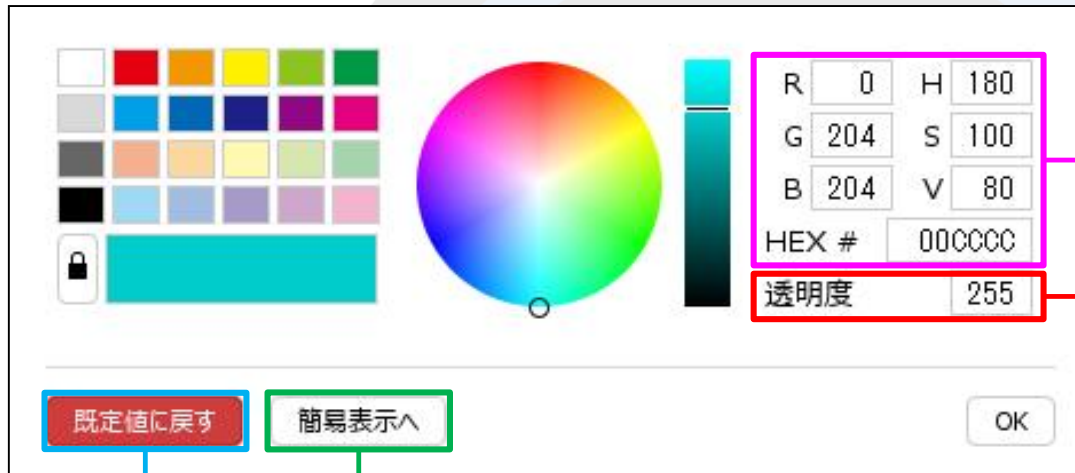 R 0 H 180
G 204 S 100
B 204 V 80
HEX # 00CCCC
透明度 255
既定値に戻す 簡易表示へ OK